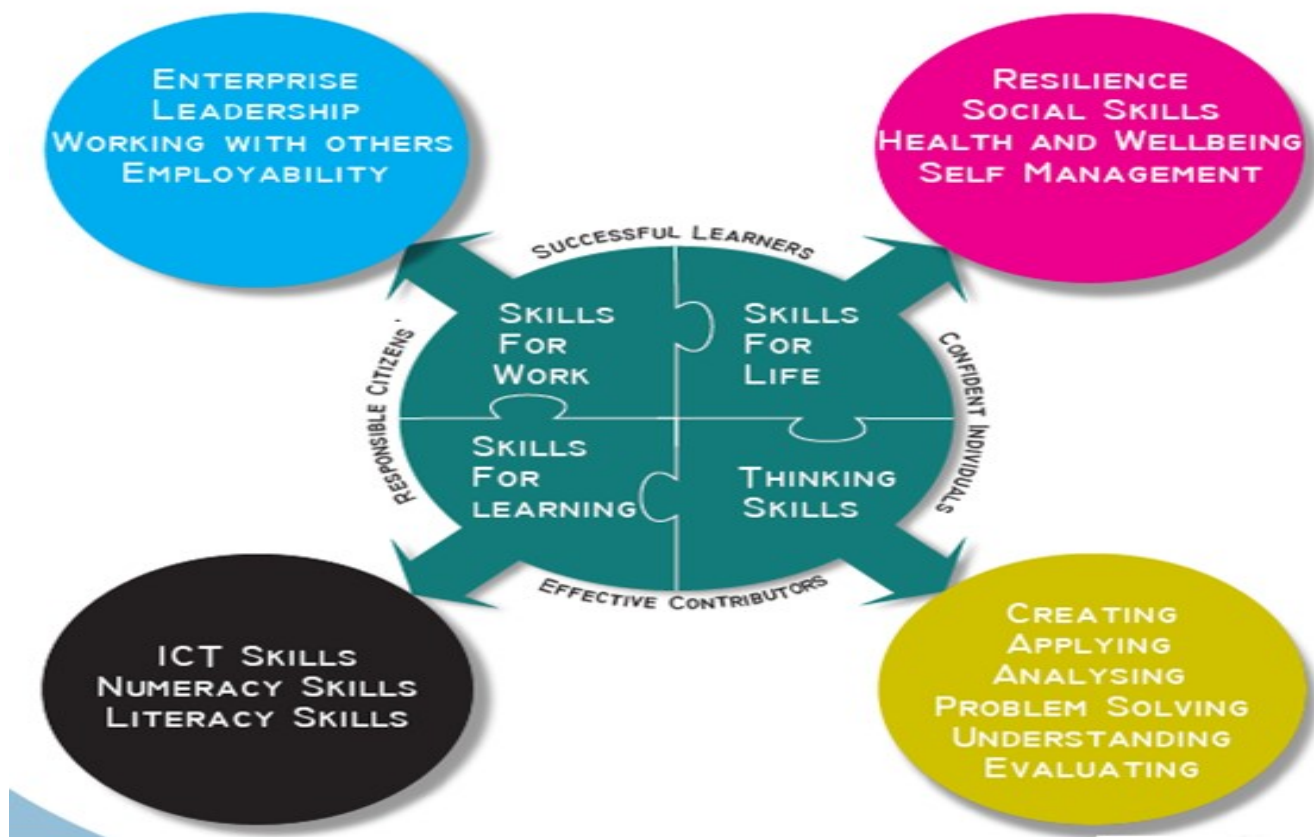 Enterprise
Leadership
Working with others
Employability
Resilience
Social Skills
Health and Wellbeing
Self Management
Successful Learners
Responsible Citizens'
Confident Individuals
Skills
For
Work
Skills
For
Life
Skills
For
learning
Thinking
Skills
Effective Contributors
ICT Skills
Numeracy Skills
Literacy Skills
Creating
Applying
Analysing
Problem Solving
Understanding
Evaluating